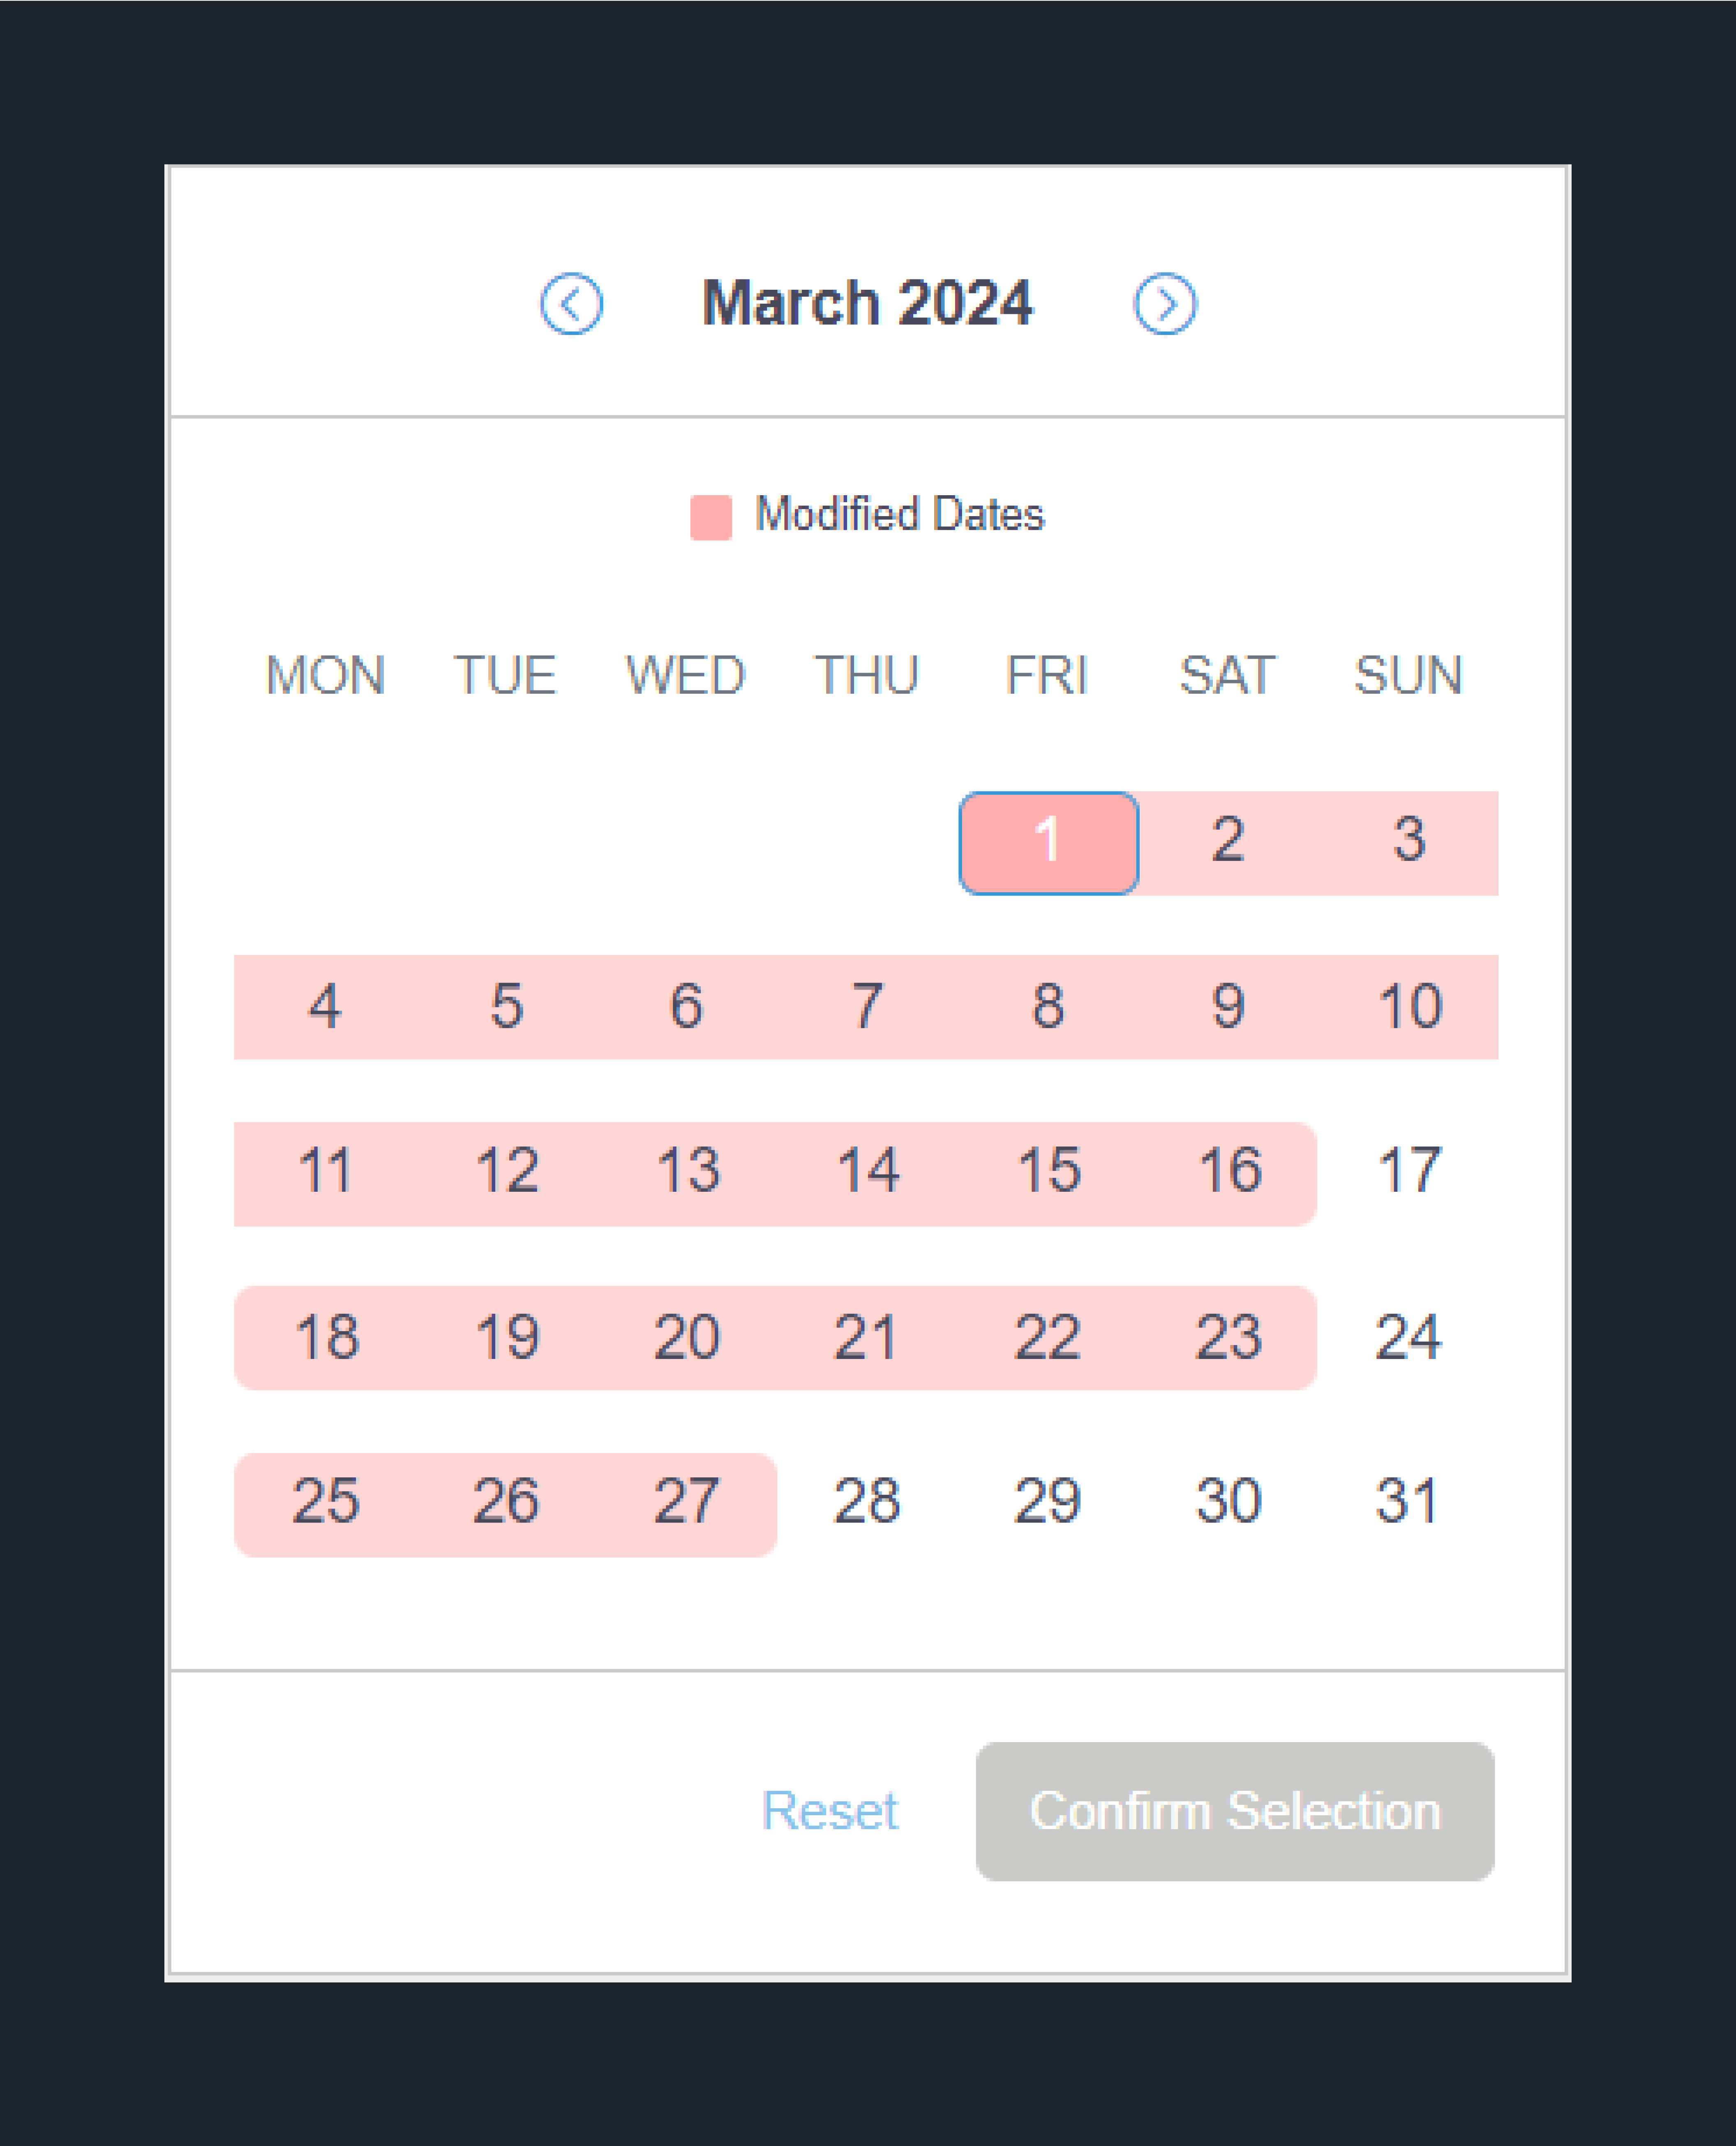 March 2024
Modified Dates
MON TUE WED THU FRI SAT SUN
1 2 3
4 5 6 7 8 9 10
11 12 13 14 15 16 17
18 19 20 21 22 23 24
25 26 27 28 29 30 31
Reset Confirm Selection